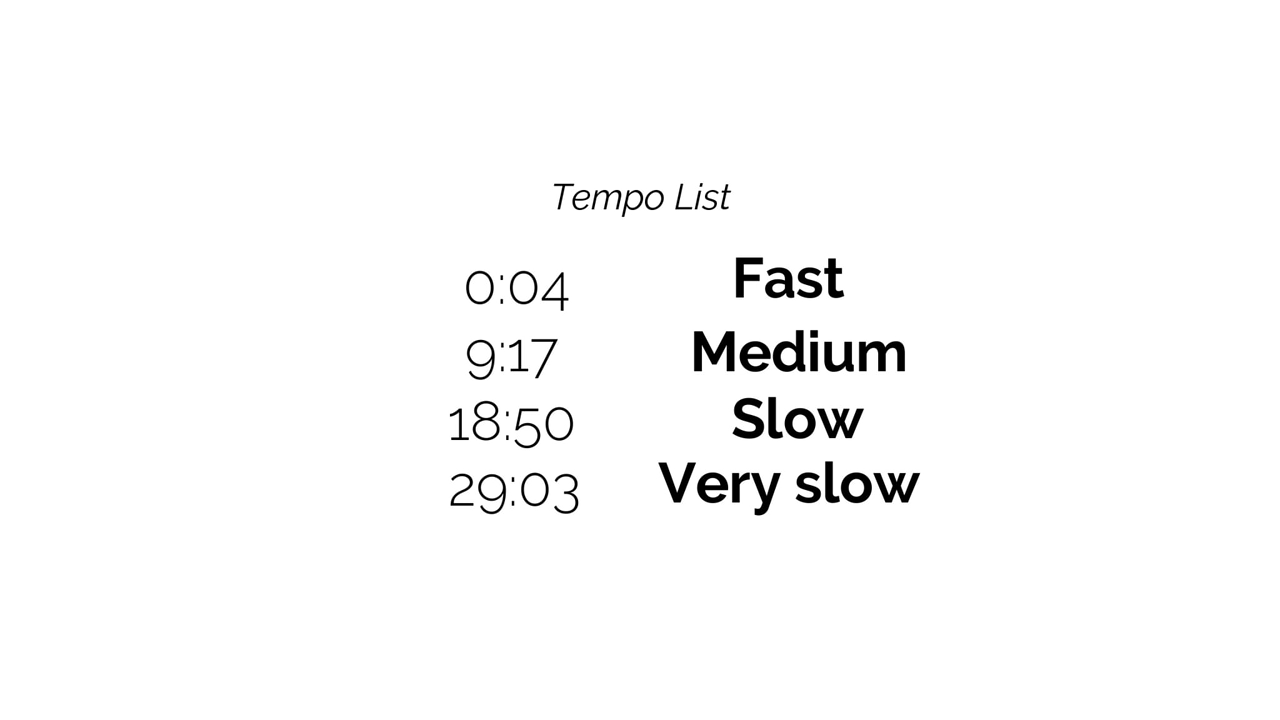 Tempo List
0:04 Fast
9:17 Medium
18:50 Slow
29:03 Very slow